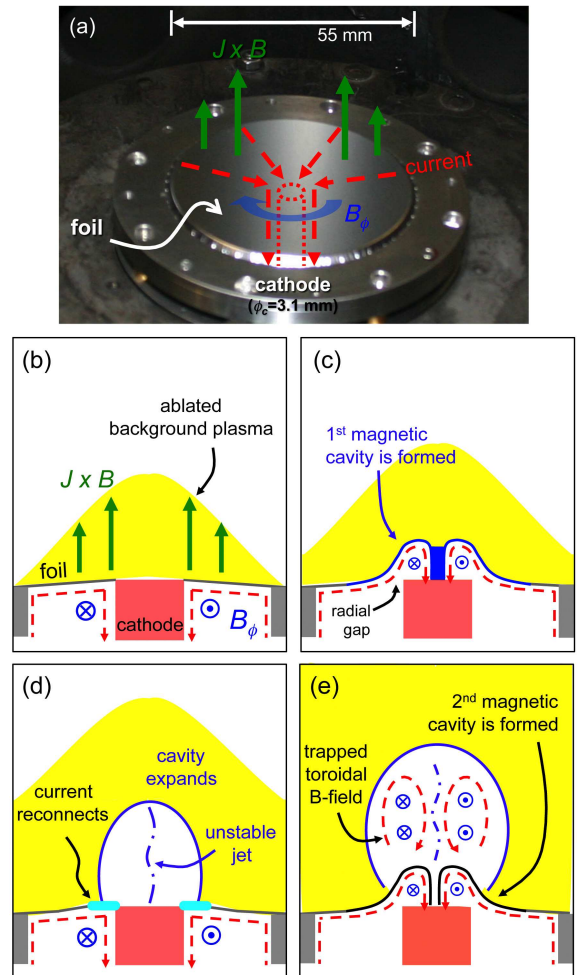 (a)
55 mm
J x B
current
B_ϕ
foil
cathode
(ϕ_c=3.1 mm)
(b)
ablated
background plasma
J x B
foil
cathode
B_ϕ
(c)
1st magnetic
cavity is formed
radial
gap
(d)
cavity
expands
current
reconnects
unstable
jet
(e)
2nd magnetic
cavity is formed
trapped
toroidal
B-field